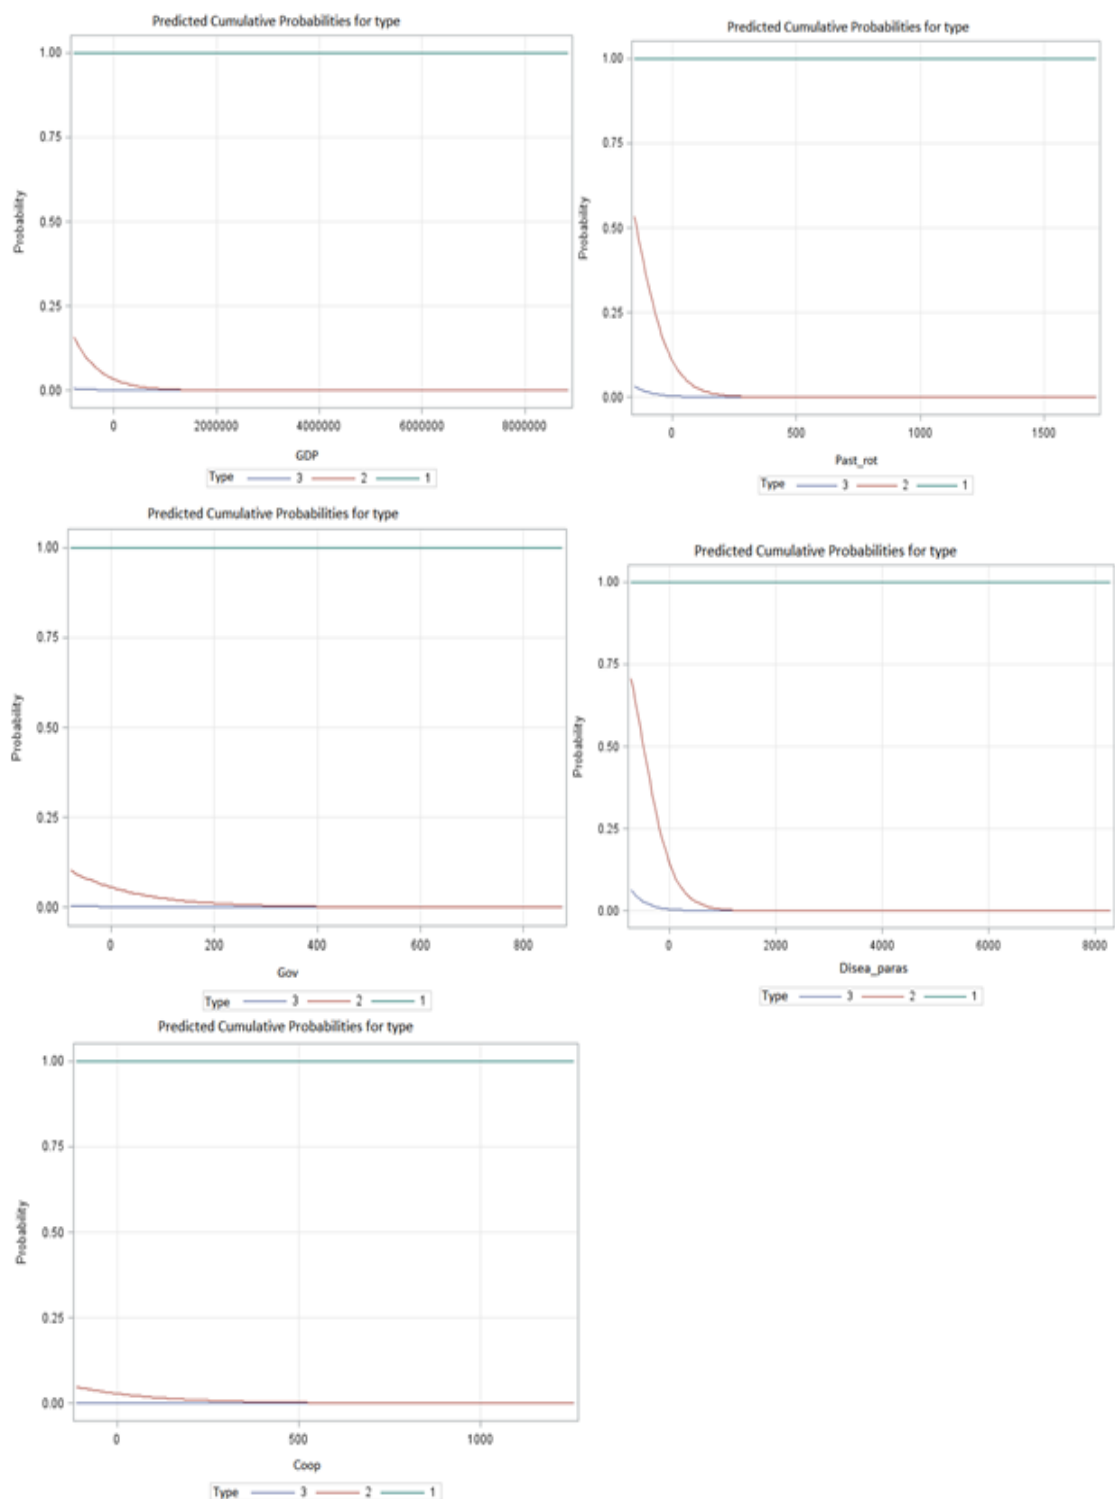 Predicted Cumulative Probabilities for type
1.00
0.75
0.50
0.25
0.00
Probability
0 2000000 4000000 6000000 8000000
GDP
Type 3 2 1
Predicted Cumulative Probabilities for type
1.00
0.75
0.50
0.25
0.00
Probability
0 500 1000 1500
Past_rot
Type 3 2 1
Predicted Cumulative Probabilities for type
1.00
0.75
0.50
0.25
0.00
Probability
0 200 400 600 800
Gov
Type 3 2 1
Predicted Cumulative Probabilities for type
1.00
0.75
0.50
0.25
0.00
Probability
0 2000 4000 6000 8000
Disea_paras
Type 3 2 1
Predicted Cumulative Probabilities for type
1.00
0.75
0.50
0.25
0.00
Probability
0 500 1000
Coop
Type 3 2 1